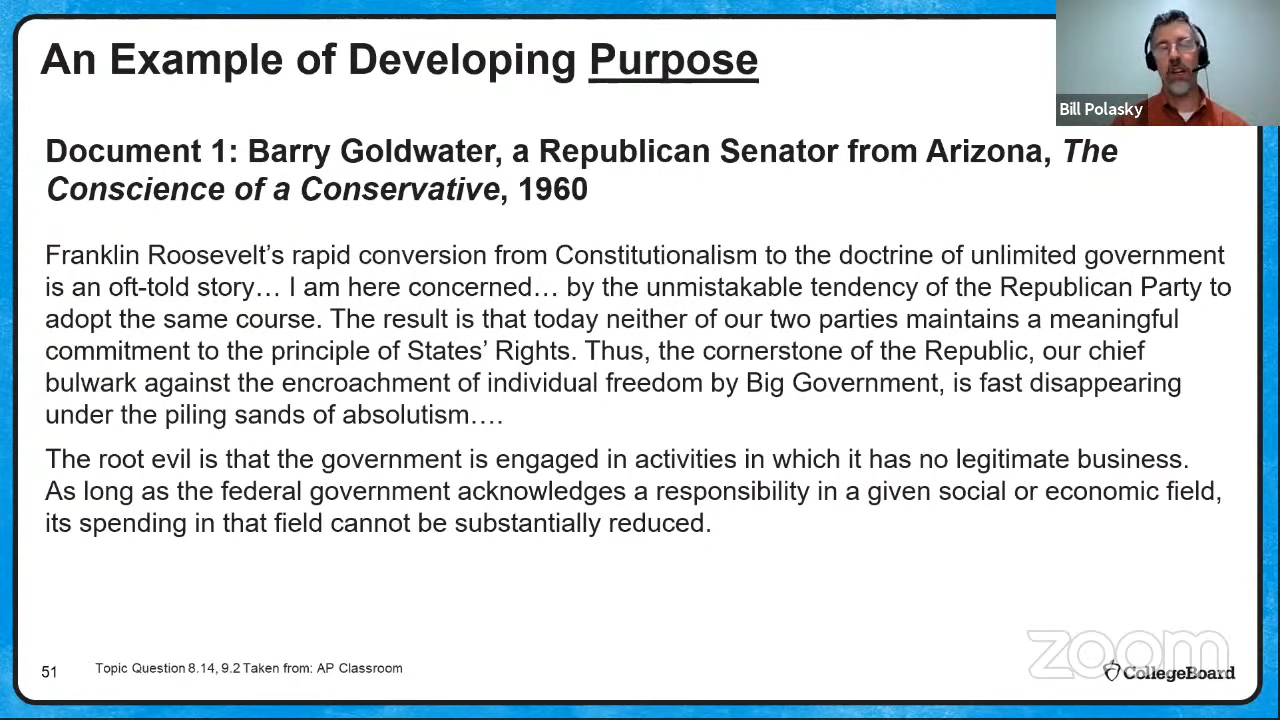 An Example of Developing Purpose
Bill Polasky
Document 1: Barry Goldwater, a Republican Senator from Arizona, The
Conscience of a Conservative, 1960
Franklin Roosevelt's rapid conversion from Constitutionalism to the doctrine of unlimited government
is an oft-told story… I am here concerned… by the unmistakable tendency of the Republican Party to
adopt the same course. The result is that today neither of our two parties maintains a meaningful
commitment to the principle of States' Rights. Thus, the cornerstone of the Republic, our chief
bulwark against the encroachment of individual freedom by Big Government, is fast disappearing
under the piling sands of absolutism….
The root evil is that the government is engaged in activities in which it has no legitimate business.
As long as the federal government acknowledges a responsibility in a given social or economic field,
its spending in that field cannot be substantially reduced.
zoom
51
Topic Question 8.14, 9.2 Taken from: AP Classroom
CollegeBoard